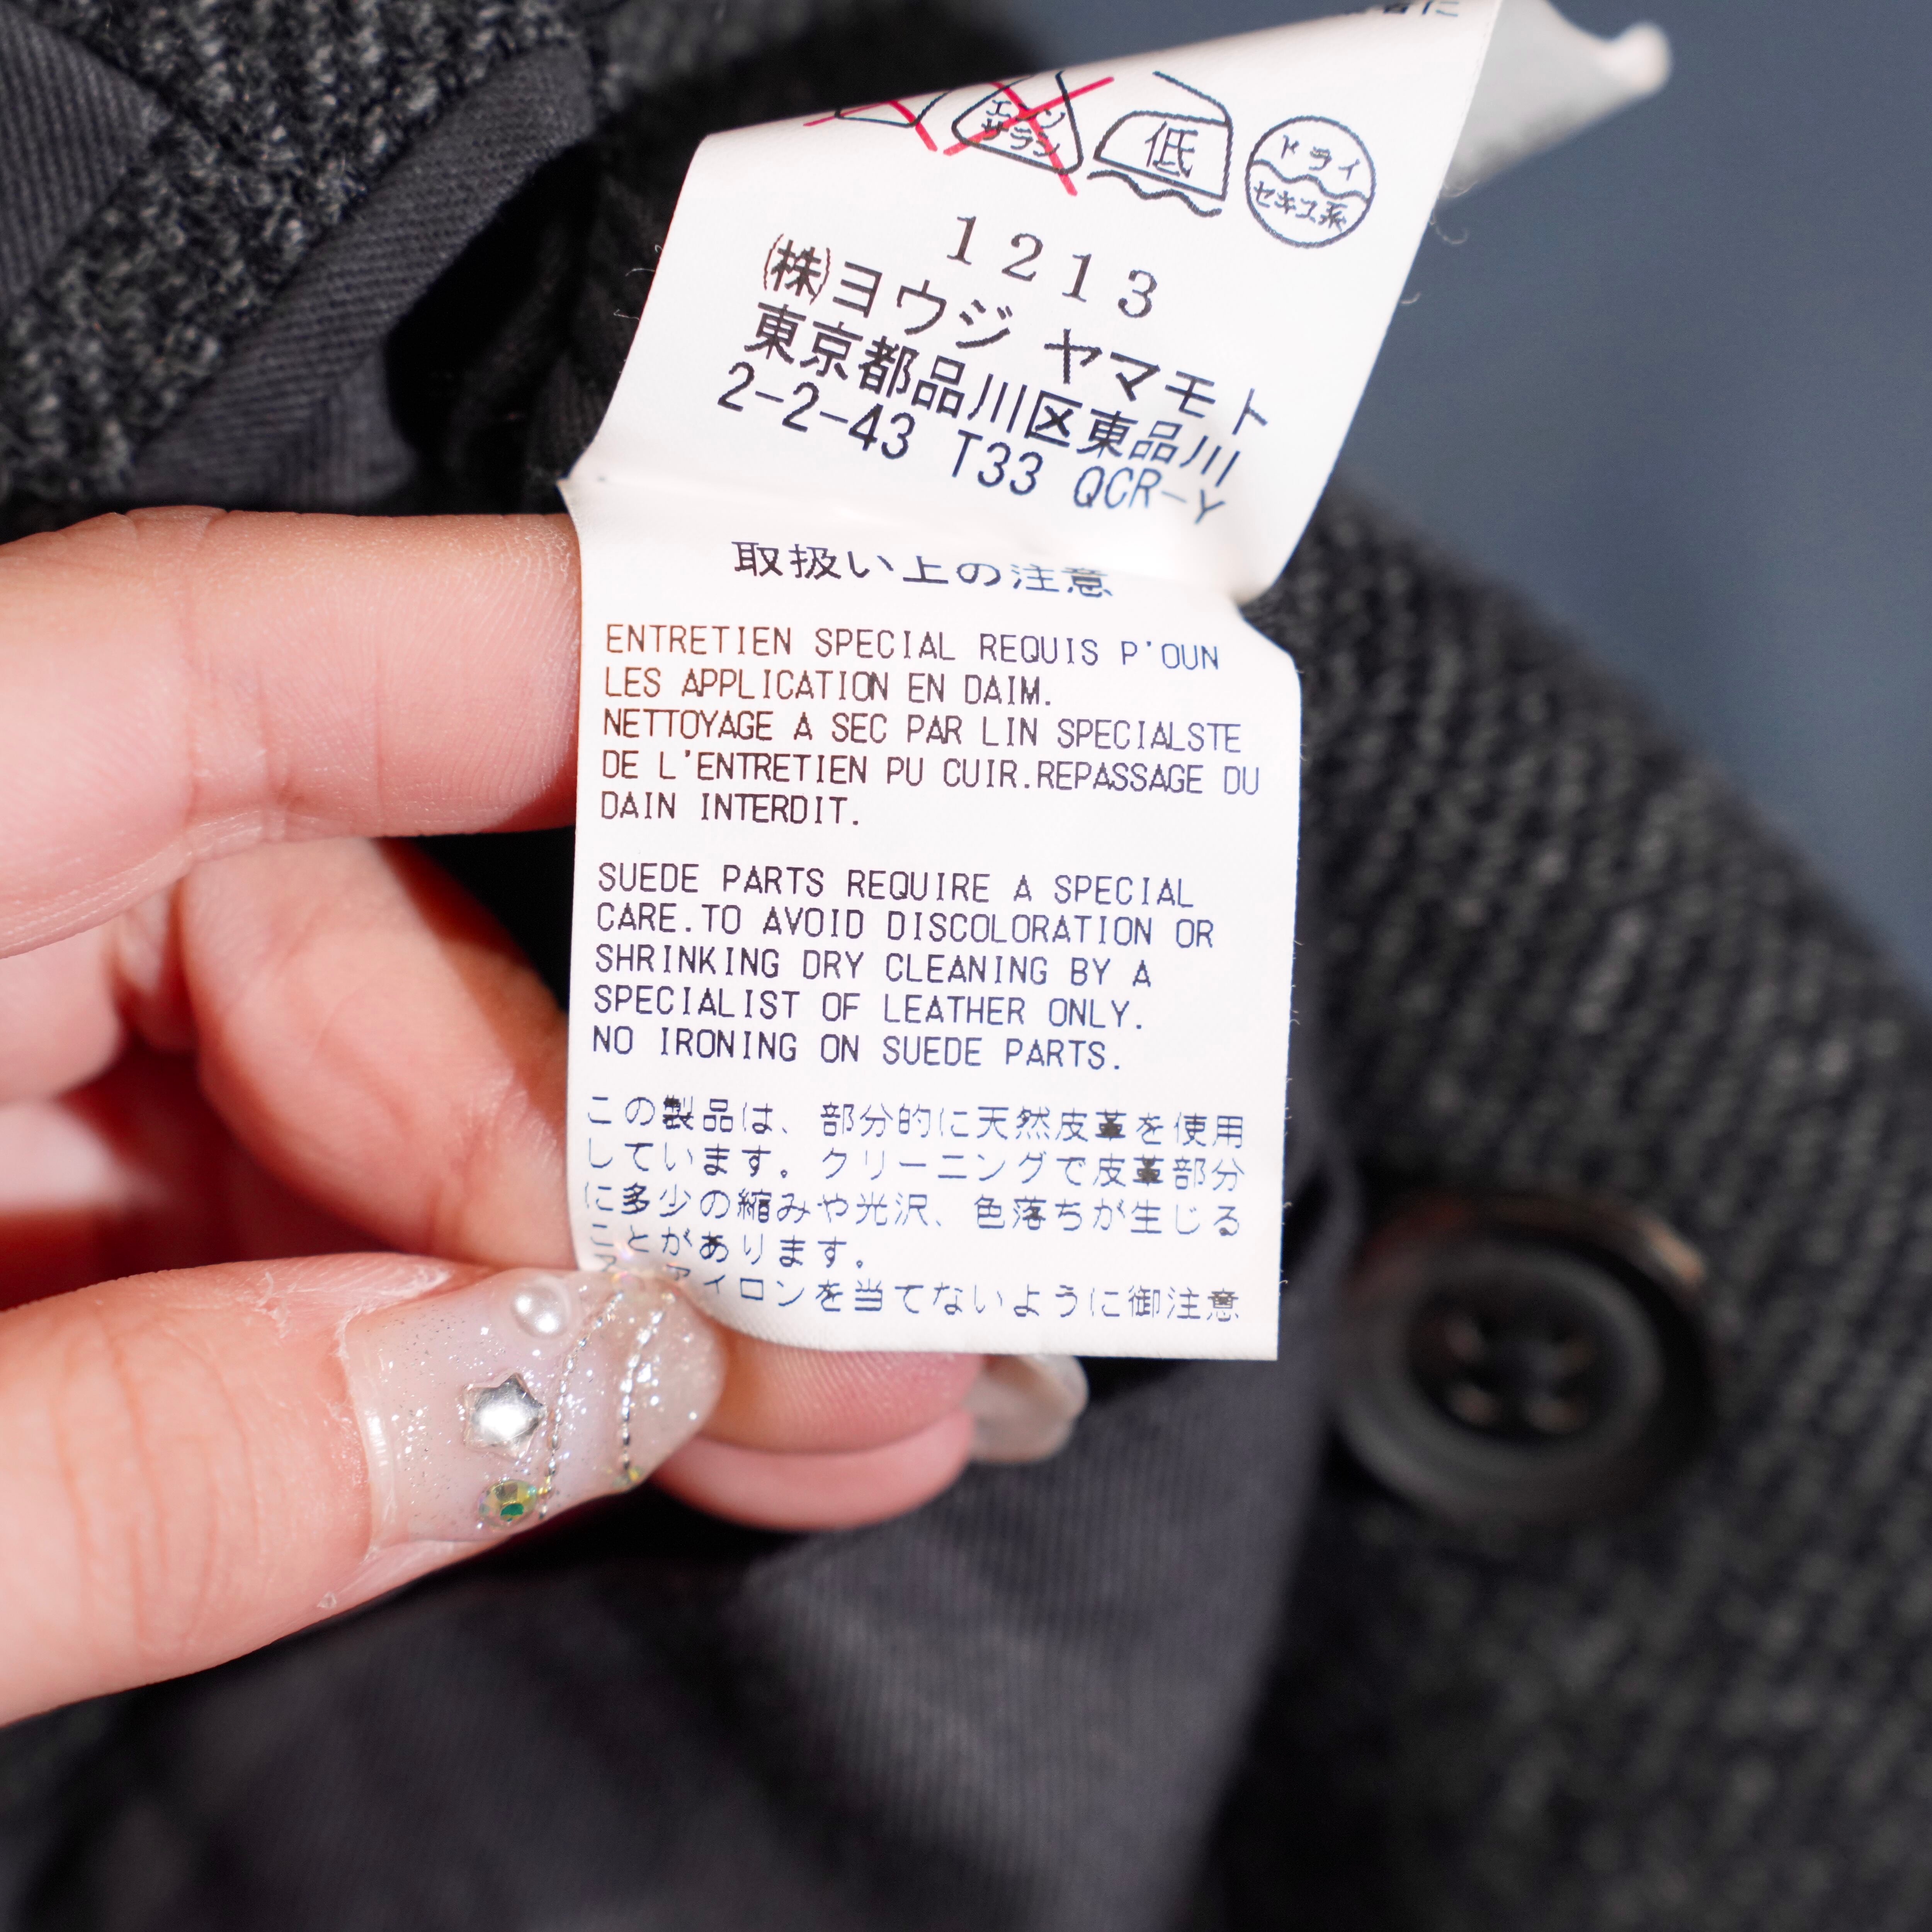 エンソ
サラシ
低
ドライ
セキユ系
1213
㈱ヨウジ ヤマモト
東京都品川区東品川
2-2-43 T33 QCR-Y
取扱い上の注意
ENTRETIEN SPECIAL REQUIS P'OUN
LES APPLICATION EN DAIM.
NETTOYAGE A SEC PAR LIN SPECIALSTE
DE L'ENTRETIEN PU CUIR.REPASSAGE DU
DAIN INTERDIT.
SUEDE PARTS REQUIRE A SPECIAL
CARE.TO AVOID DISCOLORATION OR
SHRINKING DRY CLEANING BY A
SPECIALIST OF LEATHER ONLY.
NO IRONING ON SUEDE PARTS.
この製品は、部分的に天然皮革を使用
しています。クリーニングで皮革部分
に多少の縮みや光沢、色落ちが生じる
ことがあります。
アイロンを当てないように御注意